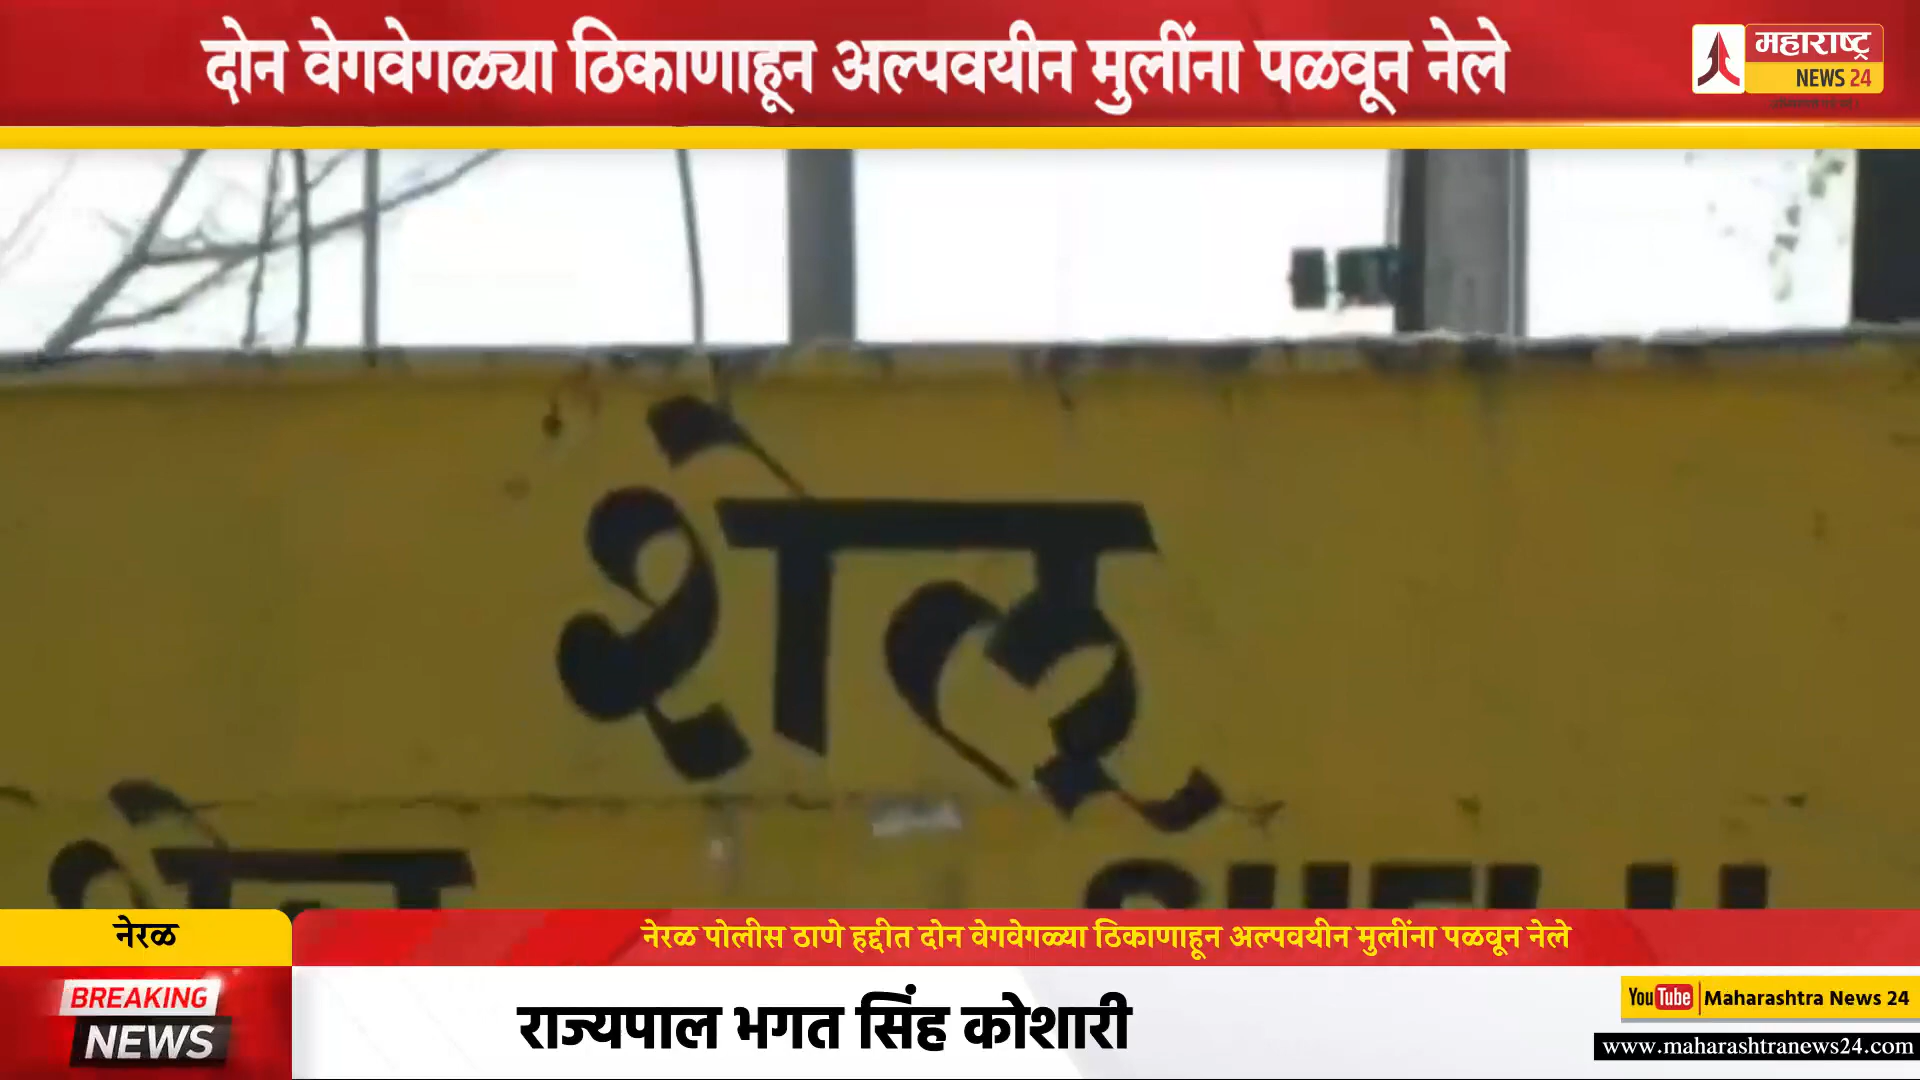 दोन वेगवेगळ्या ठिकाणाहून अल्पवयीन मुलींना पळवून नेले
महाराष्ट्र
NEWS 24
शेलू
नेरळ
नेरळ पोलीस ठाणे हद्दीत दोन वेगवेगळ्या ठिकाणाहून अल्पवयीन मुलींना पळवून नेले
BREAKING
NEWS
राज्यपाल भगत सिंह कोशारी
YouTube Maharashtra News 24
www.maharashtranews24.com